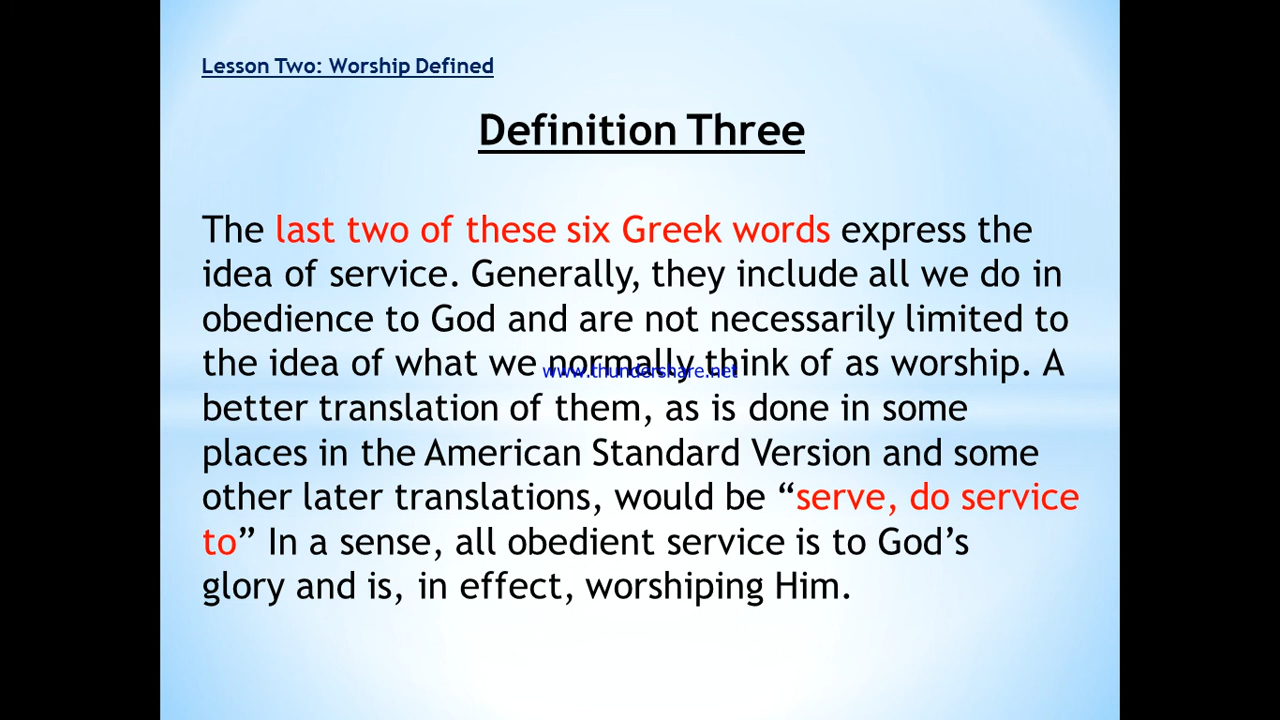 Lesson Two: Worship Defined
Definition Three
The last two of these six Greek words express the
idea of service. Generally, they include all we do in
obedience to God and are not necessarily limited to
the idea of what we normally think of as worship. A
www.thundershare.net
better translation of them, as is done in some
places in the American Standard Version and some
other later translations, would be “serve, do service
to” In a sense, all obedient service is to God’s
glory and is, in effect, worshiping Him.